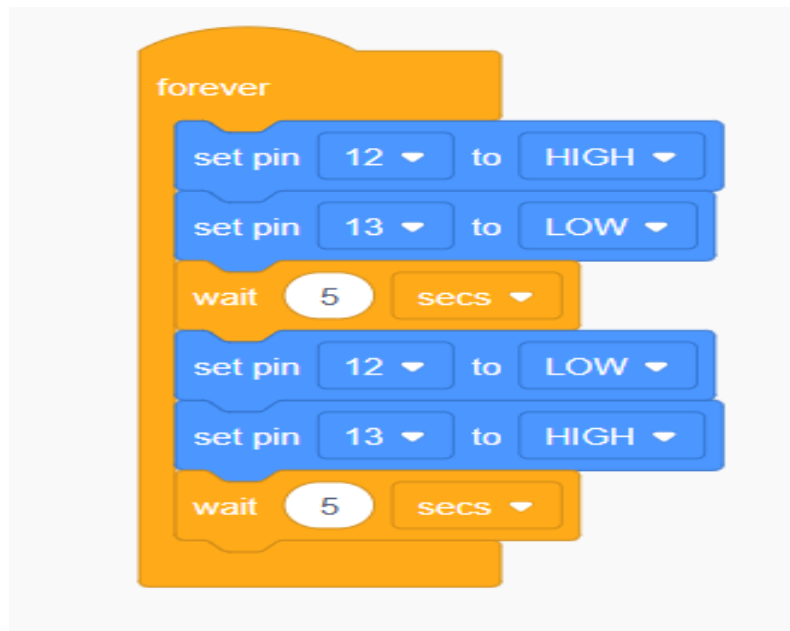 forever
set pin 12 to HIGH
set pin 13 to LOW
wait 5 secs
set pin 12 to LOW
set pin 13 to HIGH
wait 5 secs